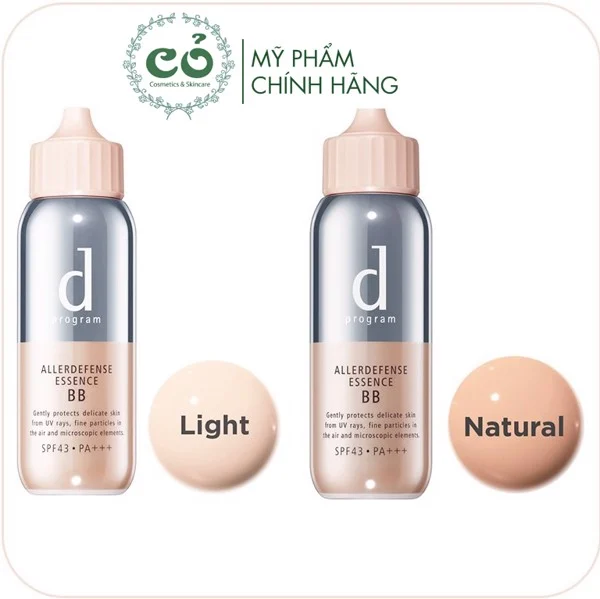 CỎ
Cosmetics & Skincare
MỸ PHẨM
CHÍNH HÃNG
d
program
ALLERDEFENSE
ESSENCE
BB
Gently protects delicate skin
from UV rays, fine particles in
the air and microscopic elements.
SPF43 • PA+++
Light
d
program
ALLERDEFENSE
ESSENCE
BB
Gently protects delicate skin
from UV rays, fine particles in
the air and microscopic elements.
SPF43 • PA+++
Natural